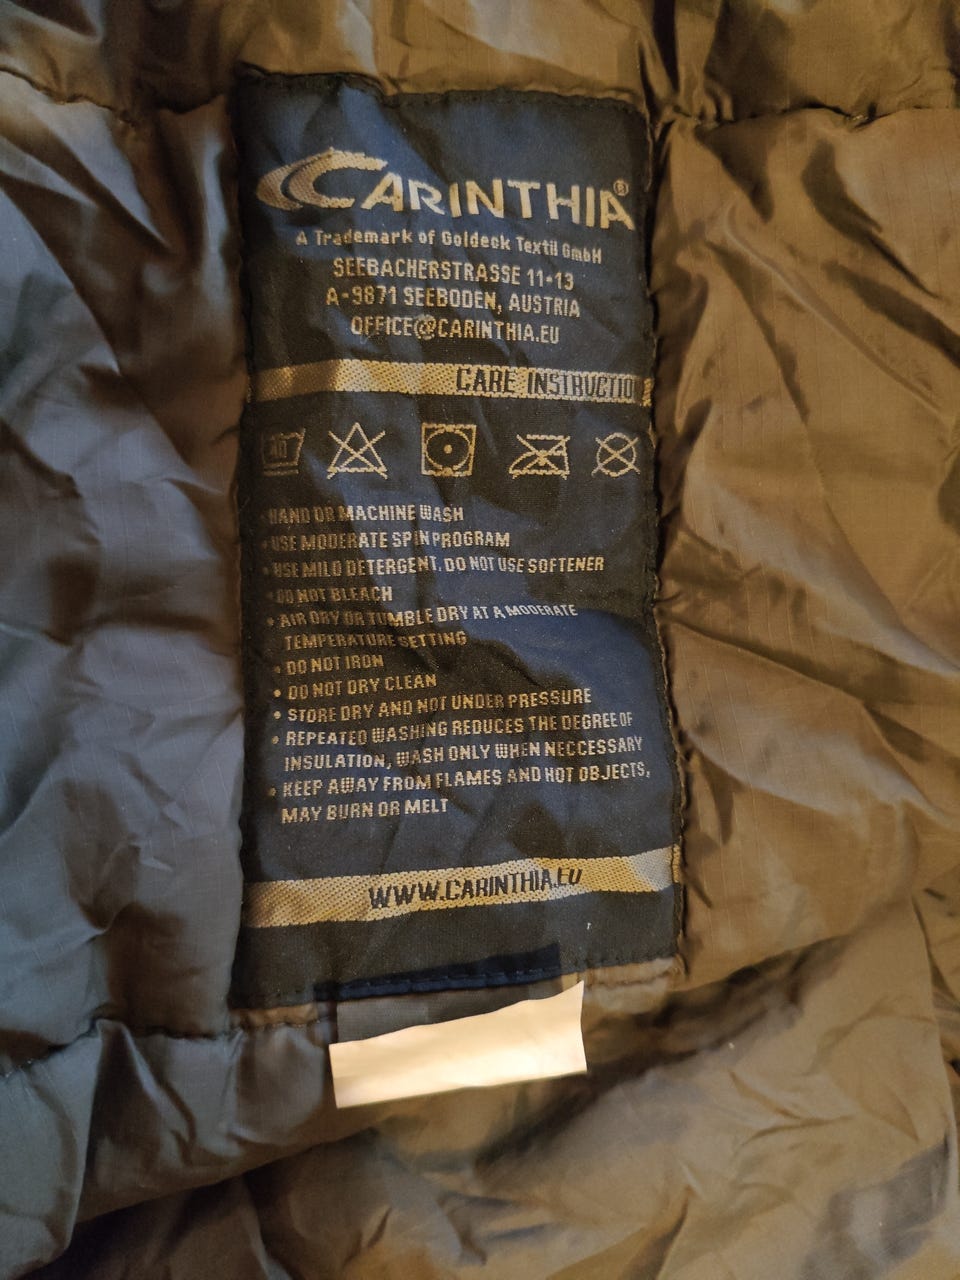 CARINTHIA®
A Trademark of Goldeck Textil GmbH
SEEBACHERSTRASSE 11-13
A-9871 SEEBODEN, AUSTRIA
OFFICE@CARINTHIA.EU
CARE INSTRUCTIO
40
• HAND OR MACHINE WASH
• USE MODERATE SPIN PROGRAM
• USE MILD DETERGENT, DO NOT USE SOFTENER
• DO NOT BLEACH
• AIR DRY OR TUMBLE DRY AT A MODERATE
TEMPERATURE SETTING
• DO NOT IRON
• DO NOT DRY CLEAN
• STORE DRY AND NOT UNDER PRESSURE
• REPEATED WASHING REDUCES THE DEGREE OF
INSULATION, WASH ONLY WHEN NECCESSARY
• KEEP AWAY FROM FLAMES AND HOT OBJECTS,
MAY BURN OR MELT
WWW.CARINTHIA.EU